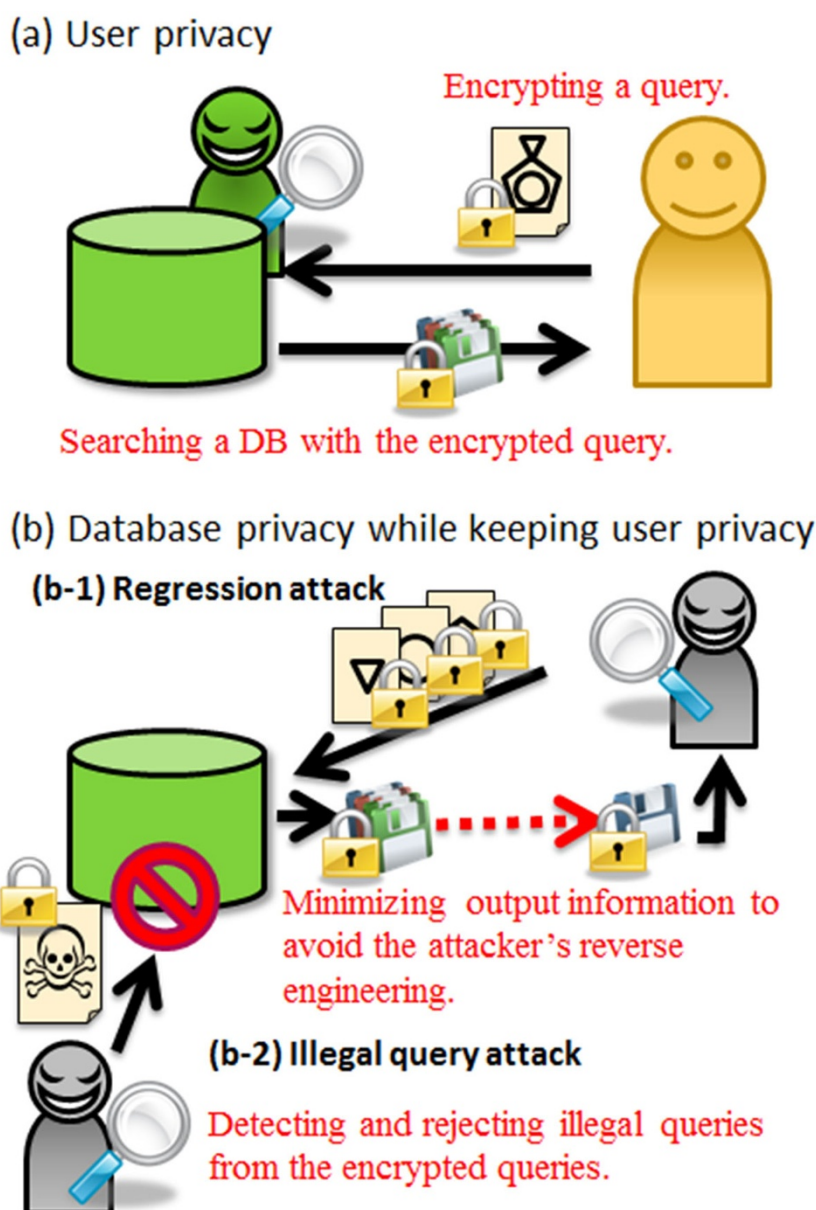 (a) User privacy
Encrypting a query.
Searching a DB with the encrypted query.
(b) Database privacy while keeping user privacy
(b-1) Regression attack
Minimizing output information to
avoid the attacker’s reverse
engineering.
(b-2) Illegal query attack
Detecting and rejecting illegal queries
from the encrypted queries.